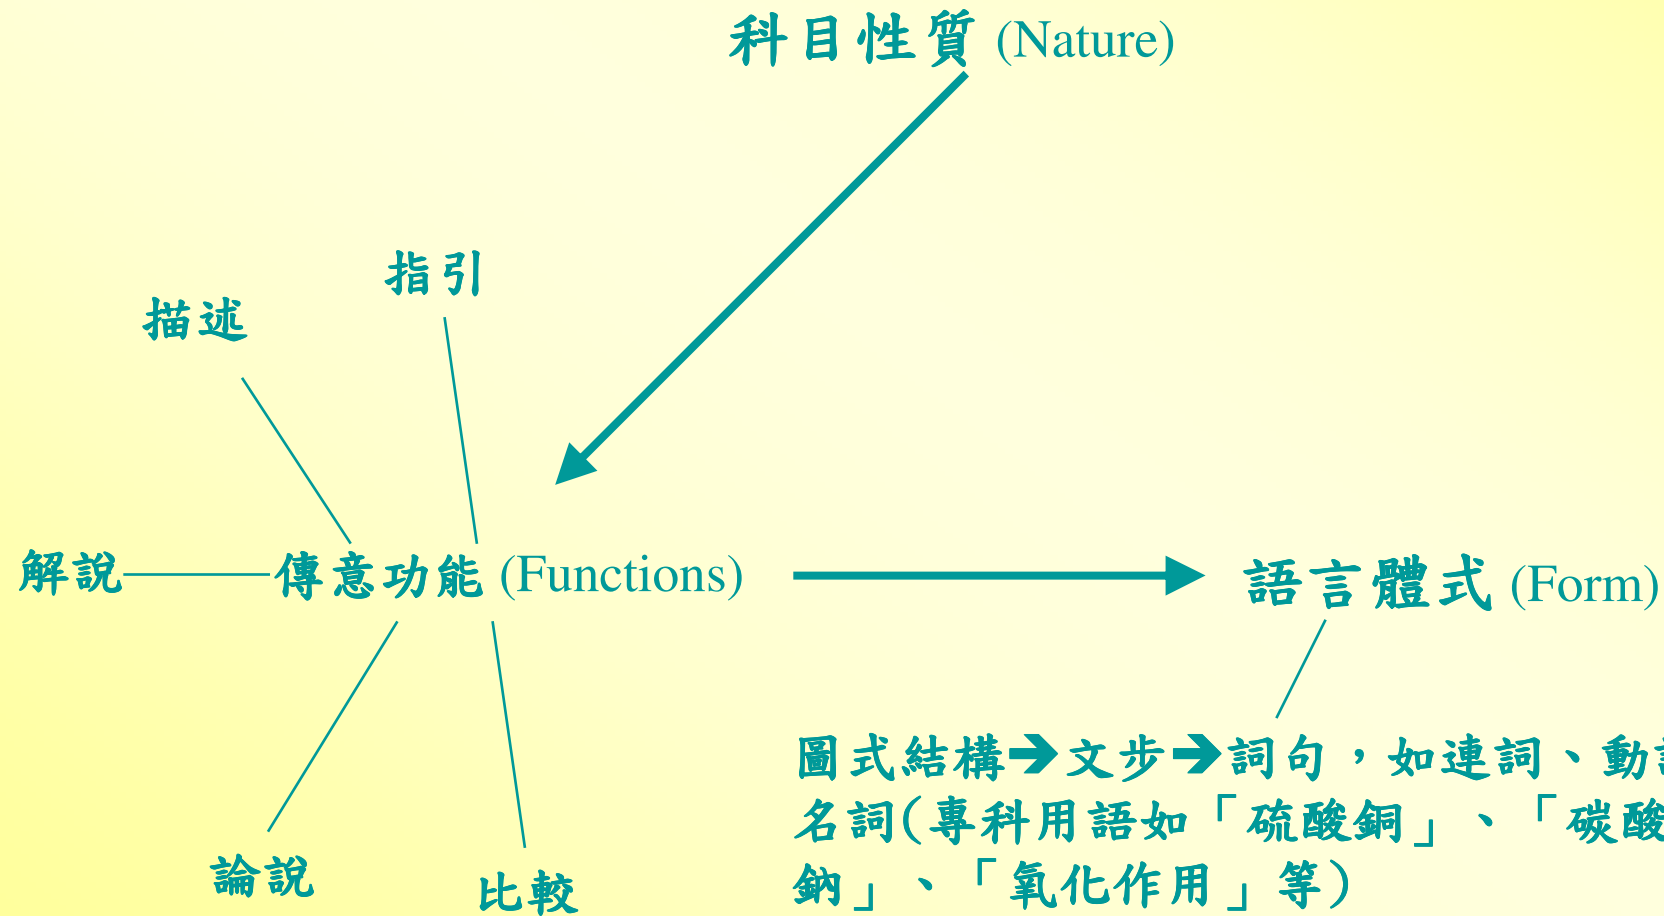 科目性質 (Nature)
指引
描述
解説
傳意功能 (Functions)
語言體式 (Form)
圖式結構➔文步➔詞句，如連詞、動
名詞(專科用語如「硫酸銅」、「碳酸
鈉」、「氧化作用」等)
論説
比較